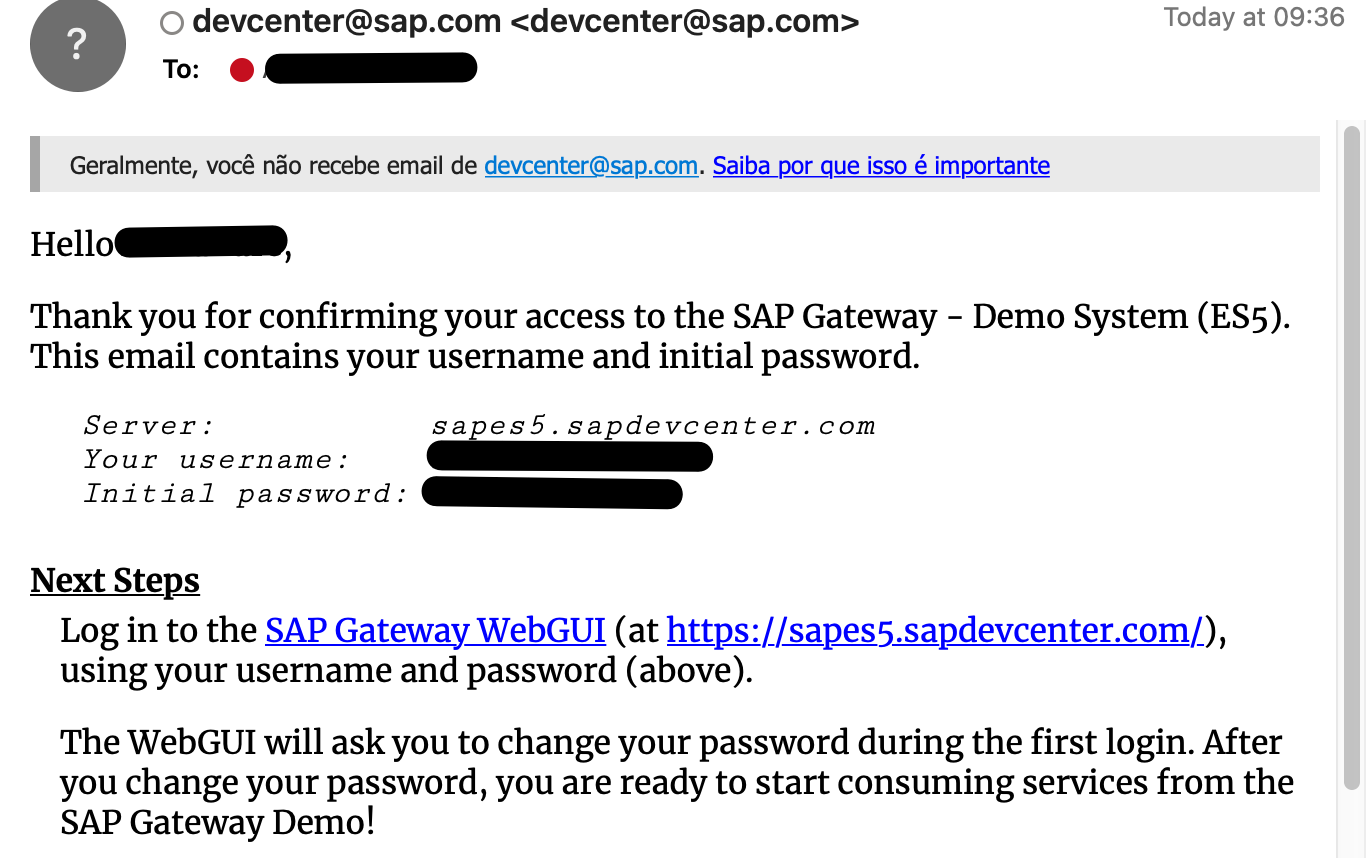 ?
devcenter@sap.com <devcenter@sap.com>
Today at 09:36
To:
Geralmente, você não recebe email de devcenter@sap.com. Saiba por que isso é importante
Hello ,
Thank you for confirming your access to the SAP Gateway - Demo System (ES5).
This email contains your username and initial password.
Server: sapes5.sapdevcenter.com
Your username:
Initial password:
Next Steps
Log in to the SAP Gateway WebGUI (at https://sapes5.sapdevcenter.com/),
using your username and password (above).
The WebGUI will ask you to change your password during the first login. After
you change your password, you are ready to start consuming services from the
SAP Gateway Demo!